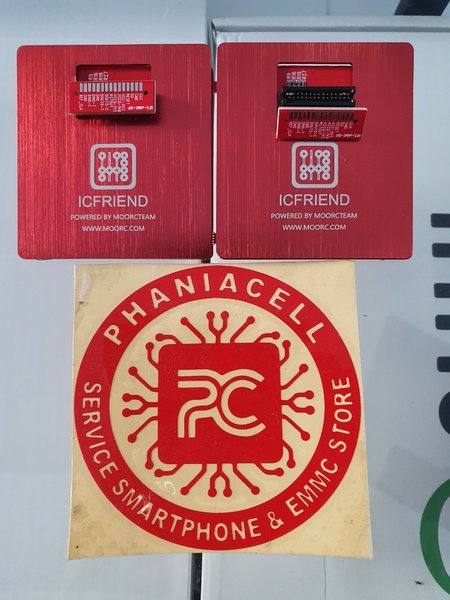 ICFRIEND
POWERED BY MOORCTEAM
WWW.MOORC.COM
ICFRIEND
POWERED BY MOORCTEAM
WWW.MOORC.COM
PHANIACELL
PC
SERVICE SMARTPHONE & EMMC STORE